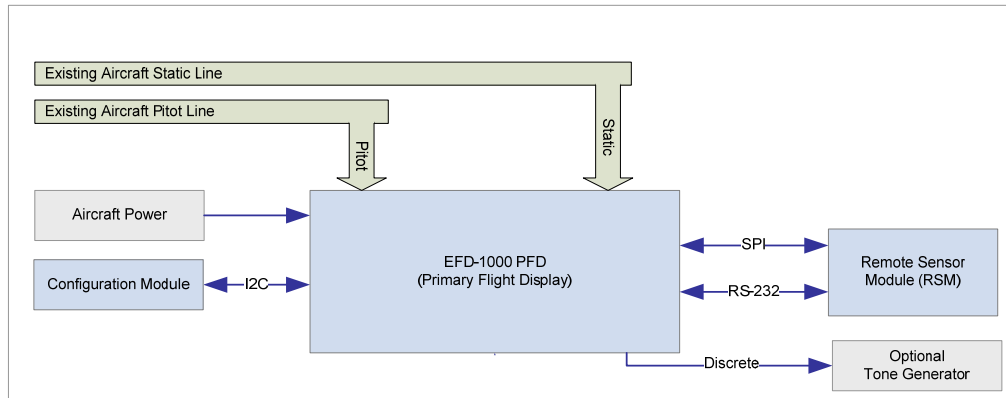 Existing Aircraft Static Line
Existing Aircraft Pitot Line
Pitot
Static
Aircraft Power
Configuration Module
I2C
EFD-1000 PFD
(Primary Flight Display)
SPI
RS-232
Remote Sensor
Module (RSM)
Discrete
Optional
Tone Generator